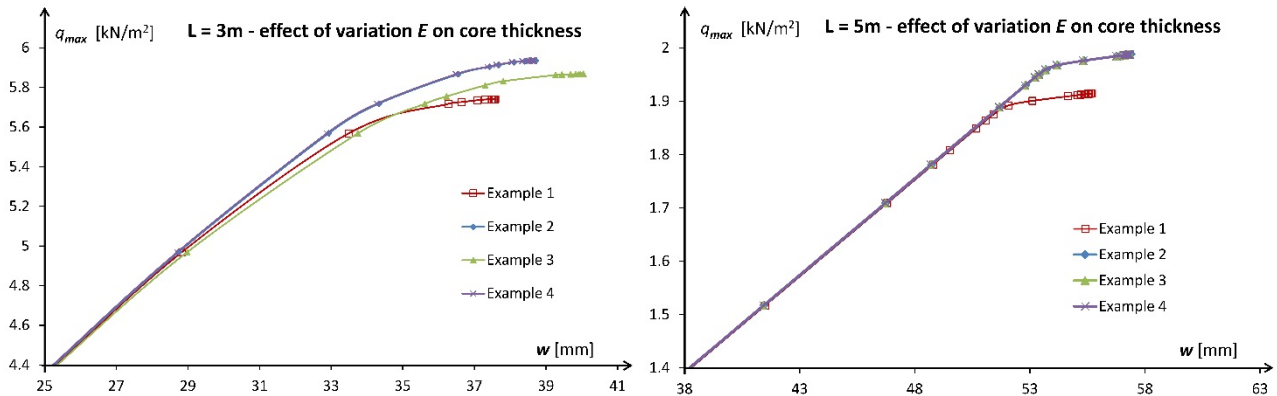 q_max [kN/m²] L = 3m - effect of variation E on core thickness
6
5.8
5.6
5.4
5.2
5
4.8
4.6
4.4
Example 1
Example 2
Example 3
Example 4
w [mm]
25 27 29 31 33 35 37 39 41
q_max [kN/m²] L = 5m - effect of variation E on core thickness
2
1.9
1.8
1.7
1.6
1.5
1.4
Example 1
Example 2
Example 3
Example 4
w [mm]
38 43 48 53 58 63